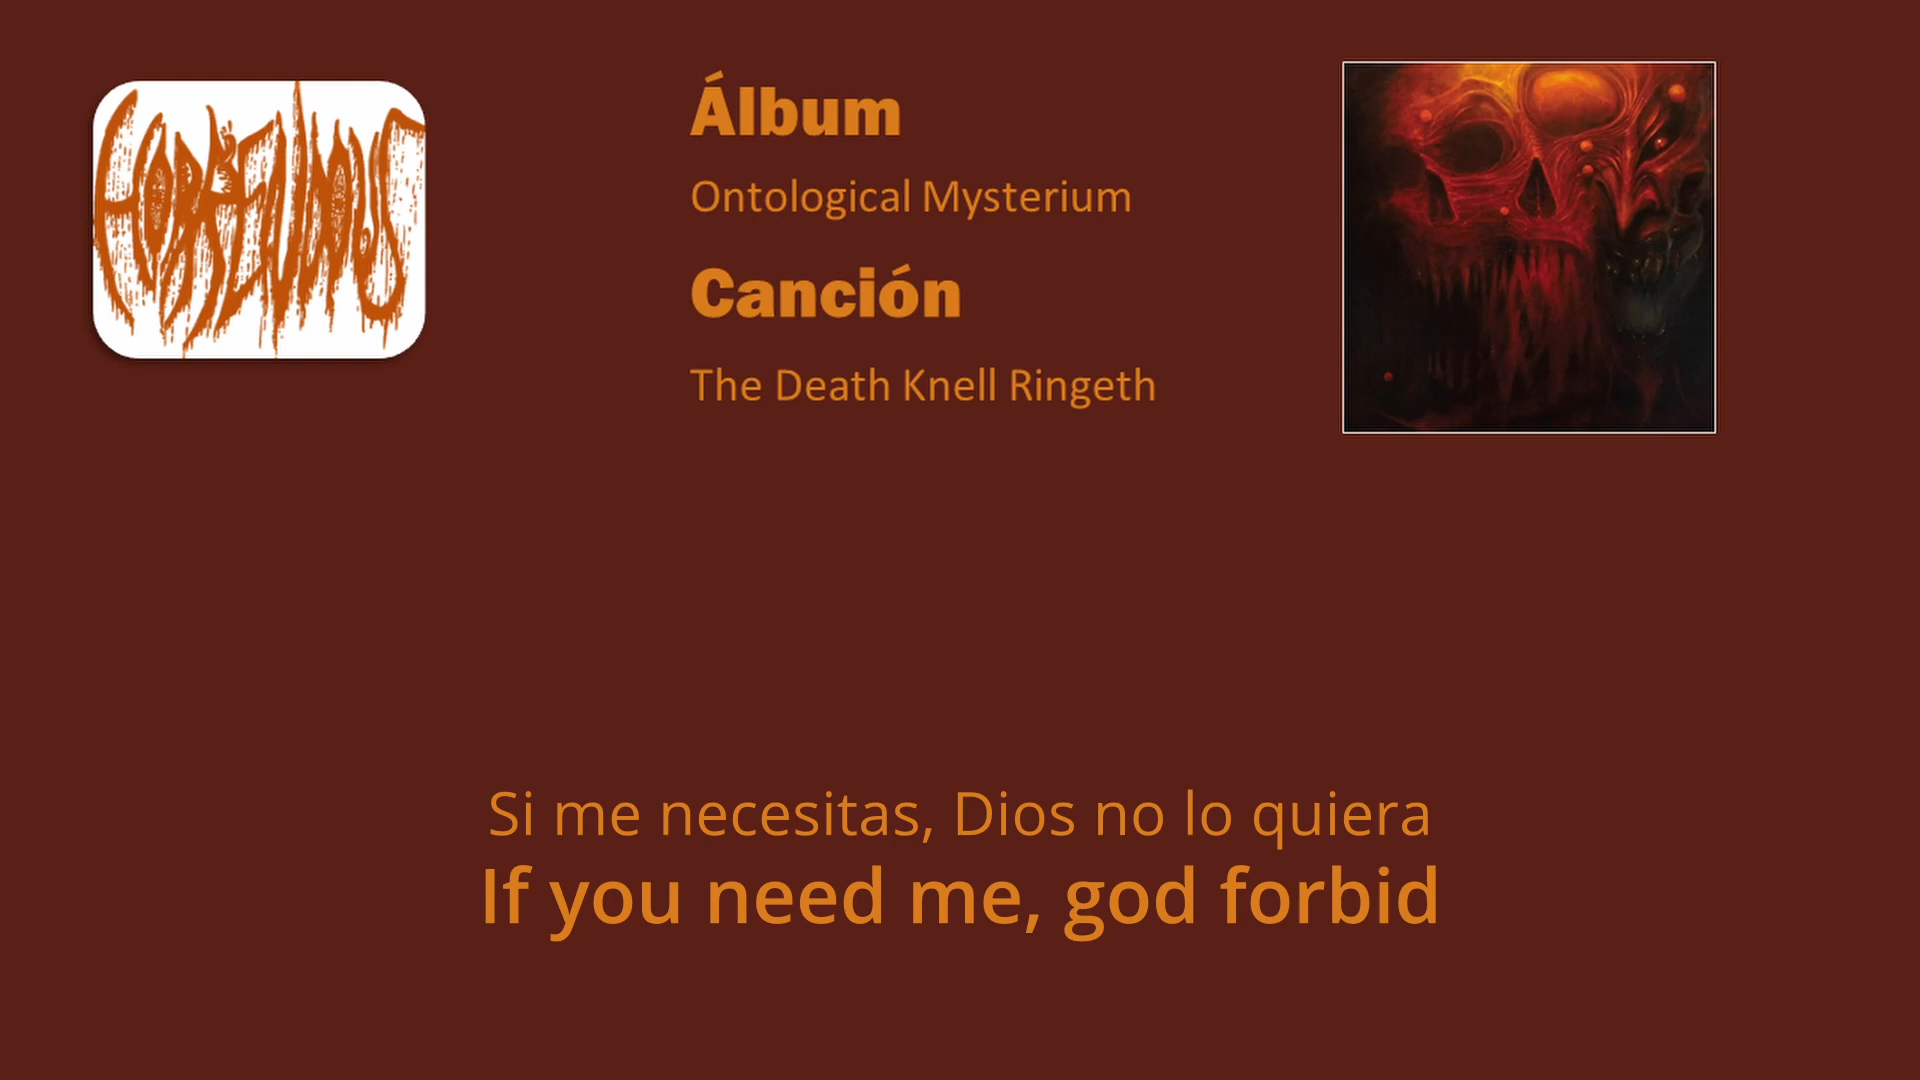 HORRENDOUS
Álbum
Ontological Mysterium
Canción
The Death Knell Ringeth
Si me necesitas, Dios no lo quiera
If you need me, god forbid